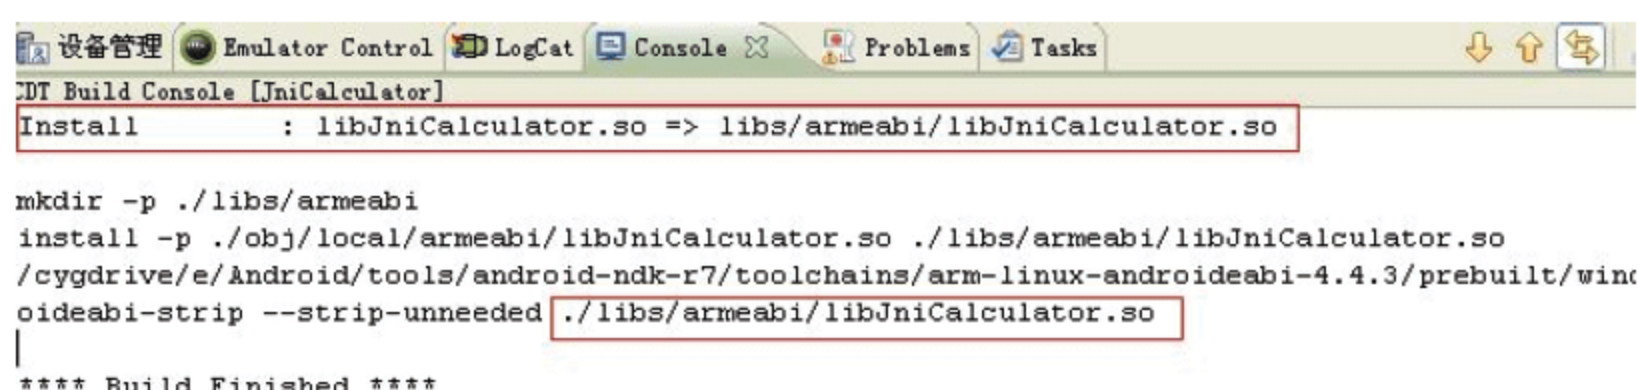 设备管理 Emulator Control LogCat Console Problems Tasks
CDT Build Console [JniCalculator]
Install : libJniCalculator.so => libs/armeabi/libJniCalculator.so
mkdir -p ./libs/armeabi
install -p ./obj/local/armeabi/libJniCalculator.so ./libs/armeabi/libJniCalculator.so
/cygdrive/e/Android/tools/android-ndk-r7/toolchains/arm-linux-androideabi-4.4.3/prebuilt/wind
oideabi-strip --strip-unneeded ./libs/armeabi/libJniCalculator.so
**** Build Finished ****